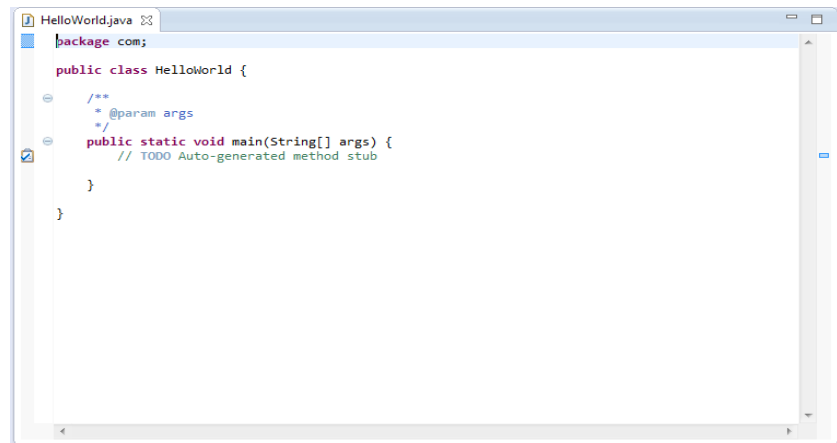 HelloWorld.java
package com;
public class HelloWorld {
/**
* @param args
*/
public static void main(String[] args) {
// TODO Auto-generated method stub
}
}